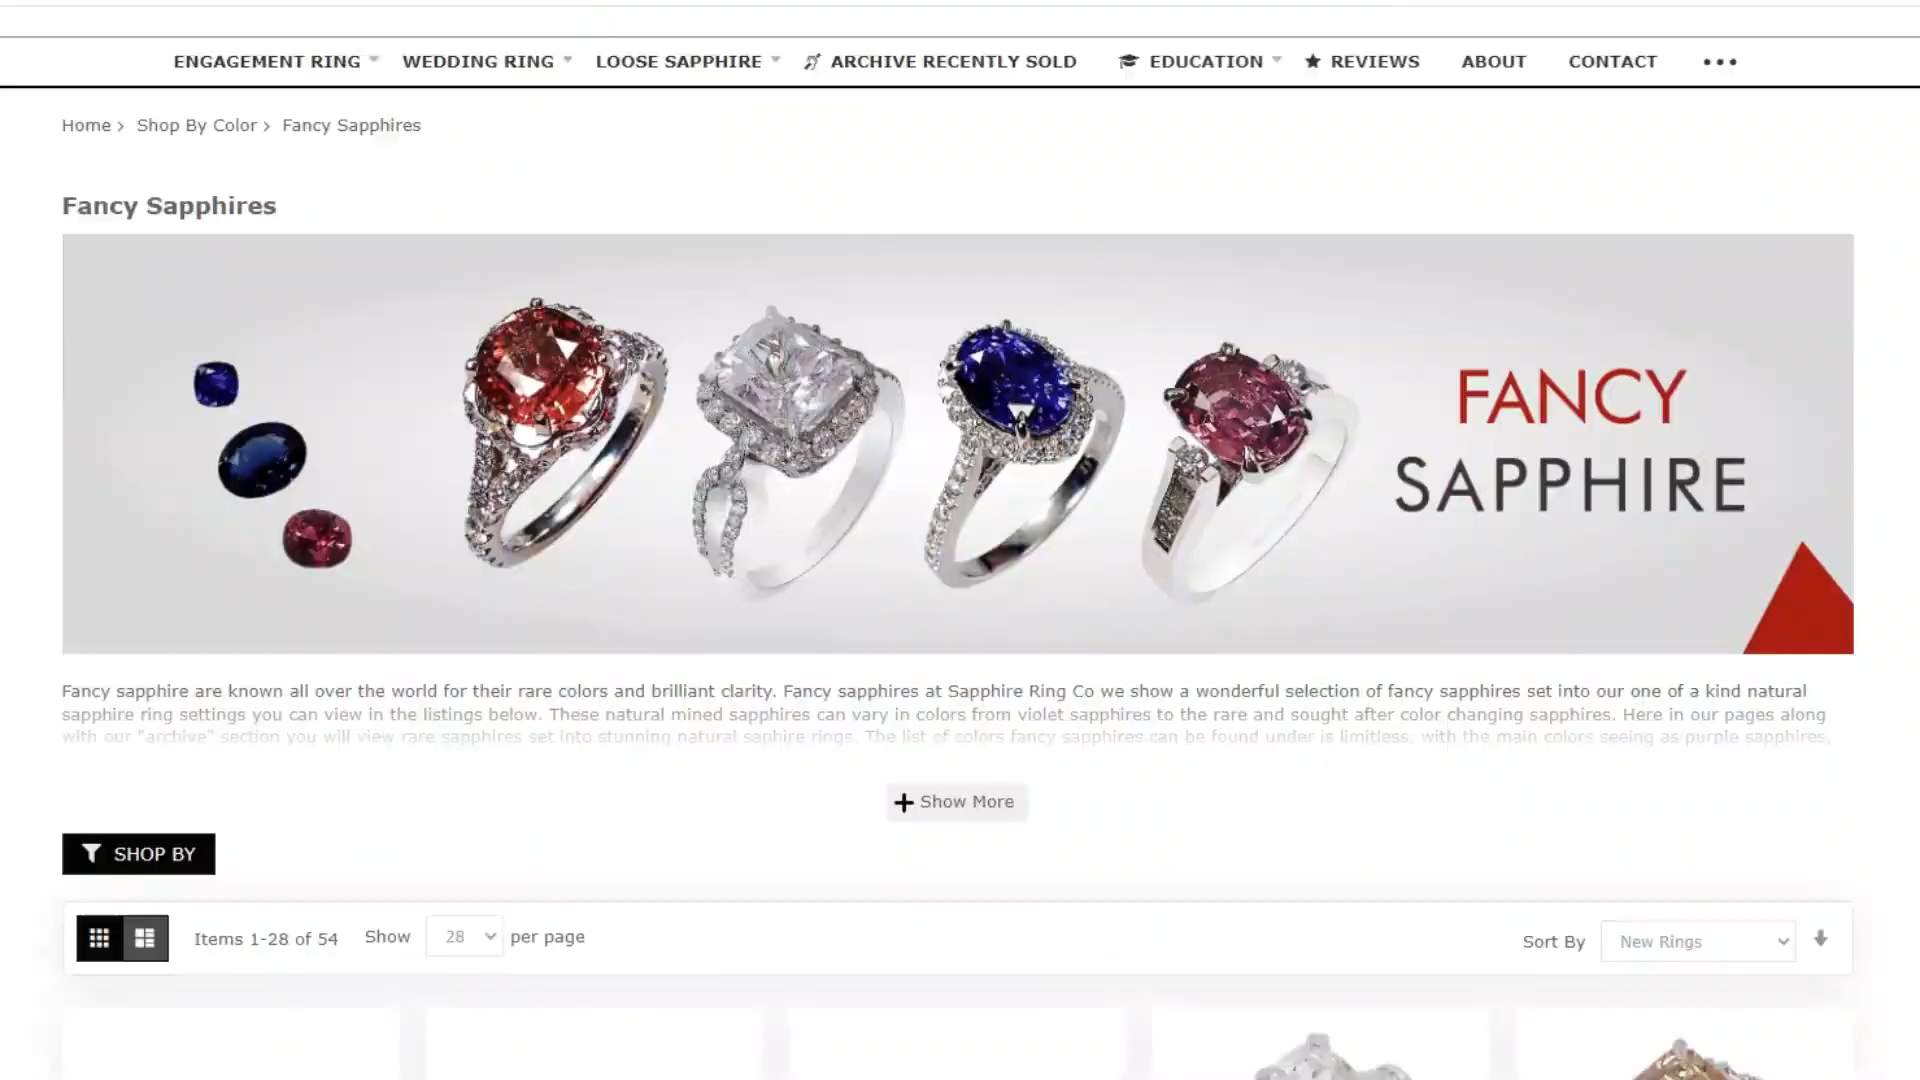 ENGAGEMENT RING WEDDING RING LOOSE SAPPHIRE ARCHIVE RECENTLY SOLD EDUCATION REVIEWS ABOUT CONTACT
Home Shop By Color Fancy Sapphires
Fancy Sapphires
FANCY
SAPPHIRE
Fancy sapphire are known all over the world for their rare colors and brilliant clarity. Fancy sapphires at Sapphire Ring Co we show a wonderful selection of fancy sapphires set into our one of a kind natural
sapphire ring settings you can view in the listings below. These natural mined sapphires can vary in colors from violet sapphires to the rare and sought after color changing sapphires. Here in our pages along
with our "archive" section you will view rare sapphires set into stunning natural saphire rings. The list of colors fancy sapphires can be found under is limitless, with the main colors seeing as purple sapphires,
Show More
SHOP BY
Items 1-28 of 54 Show 28 per page Sort By New Rings